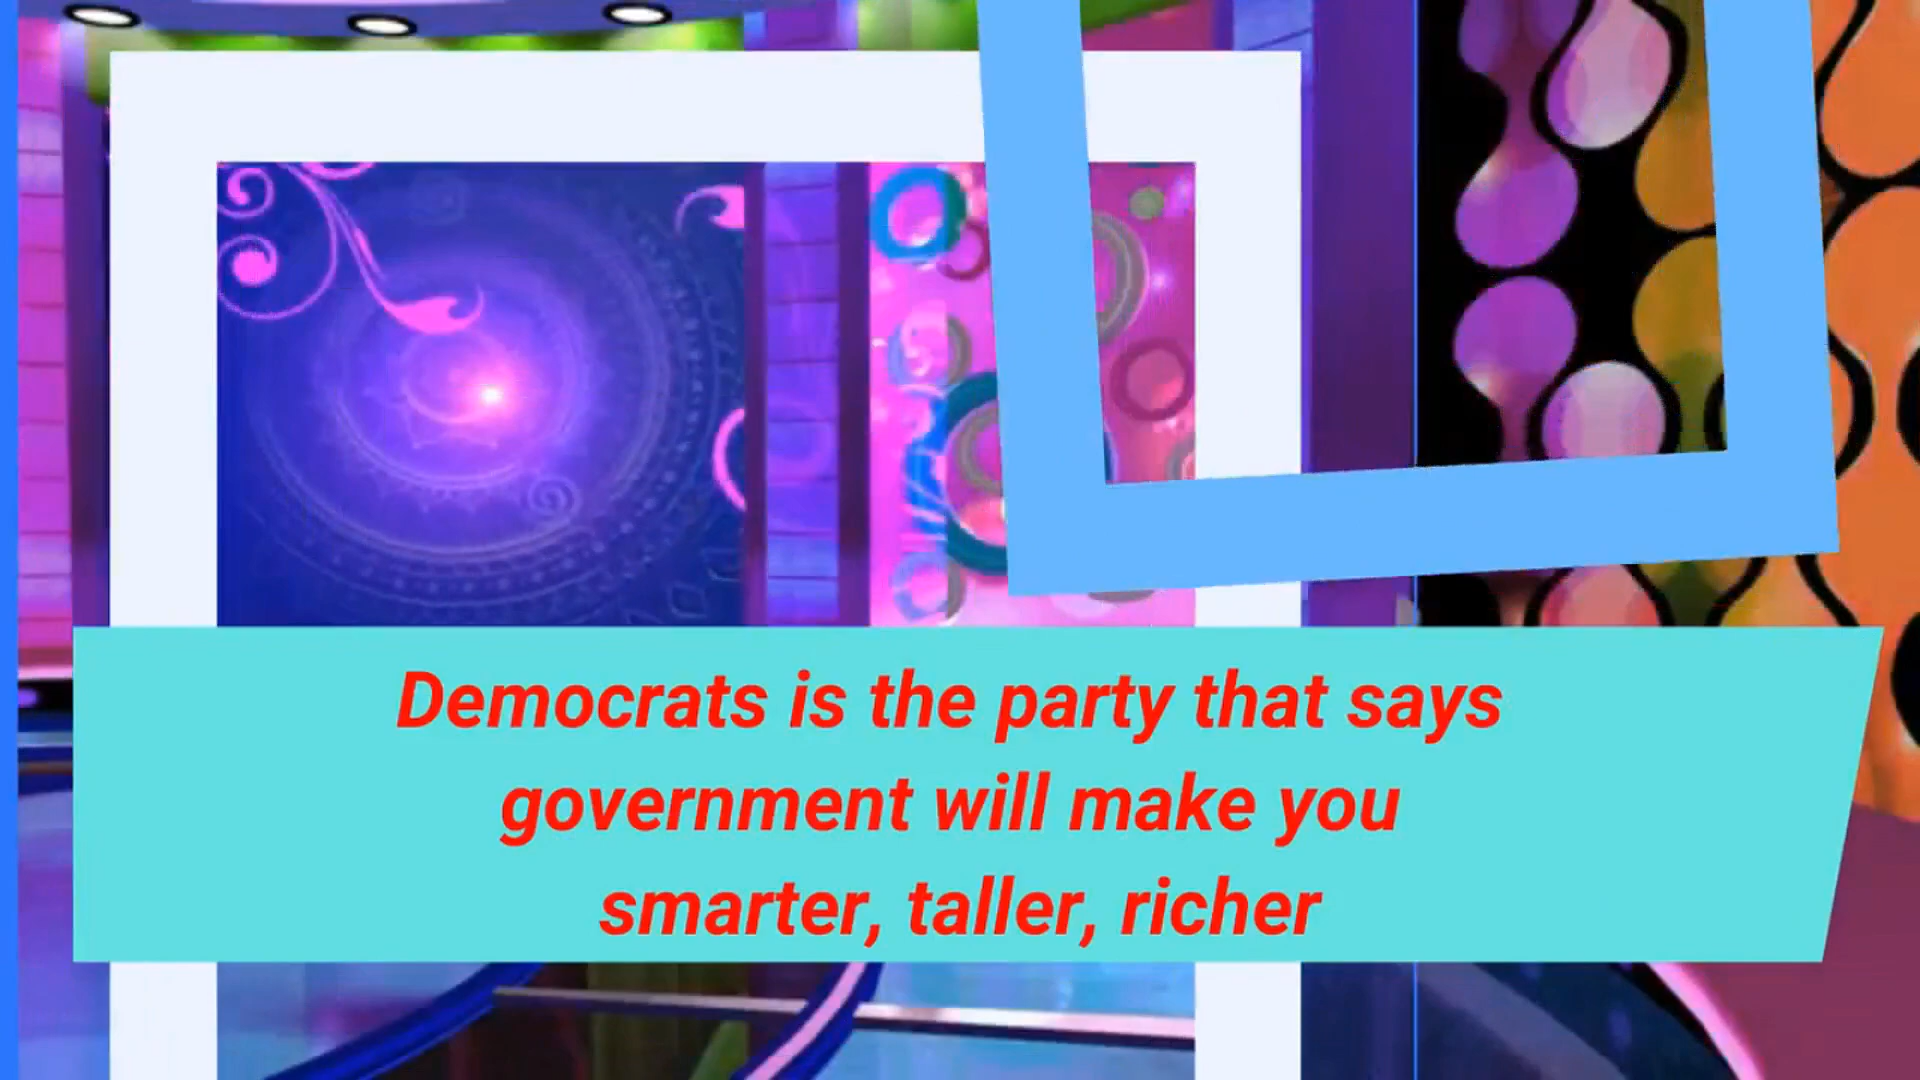 Democrats is the party that says
government will make you
smarter, taller, richer